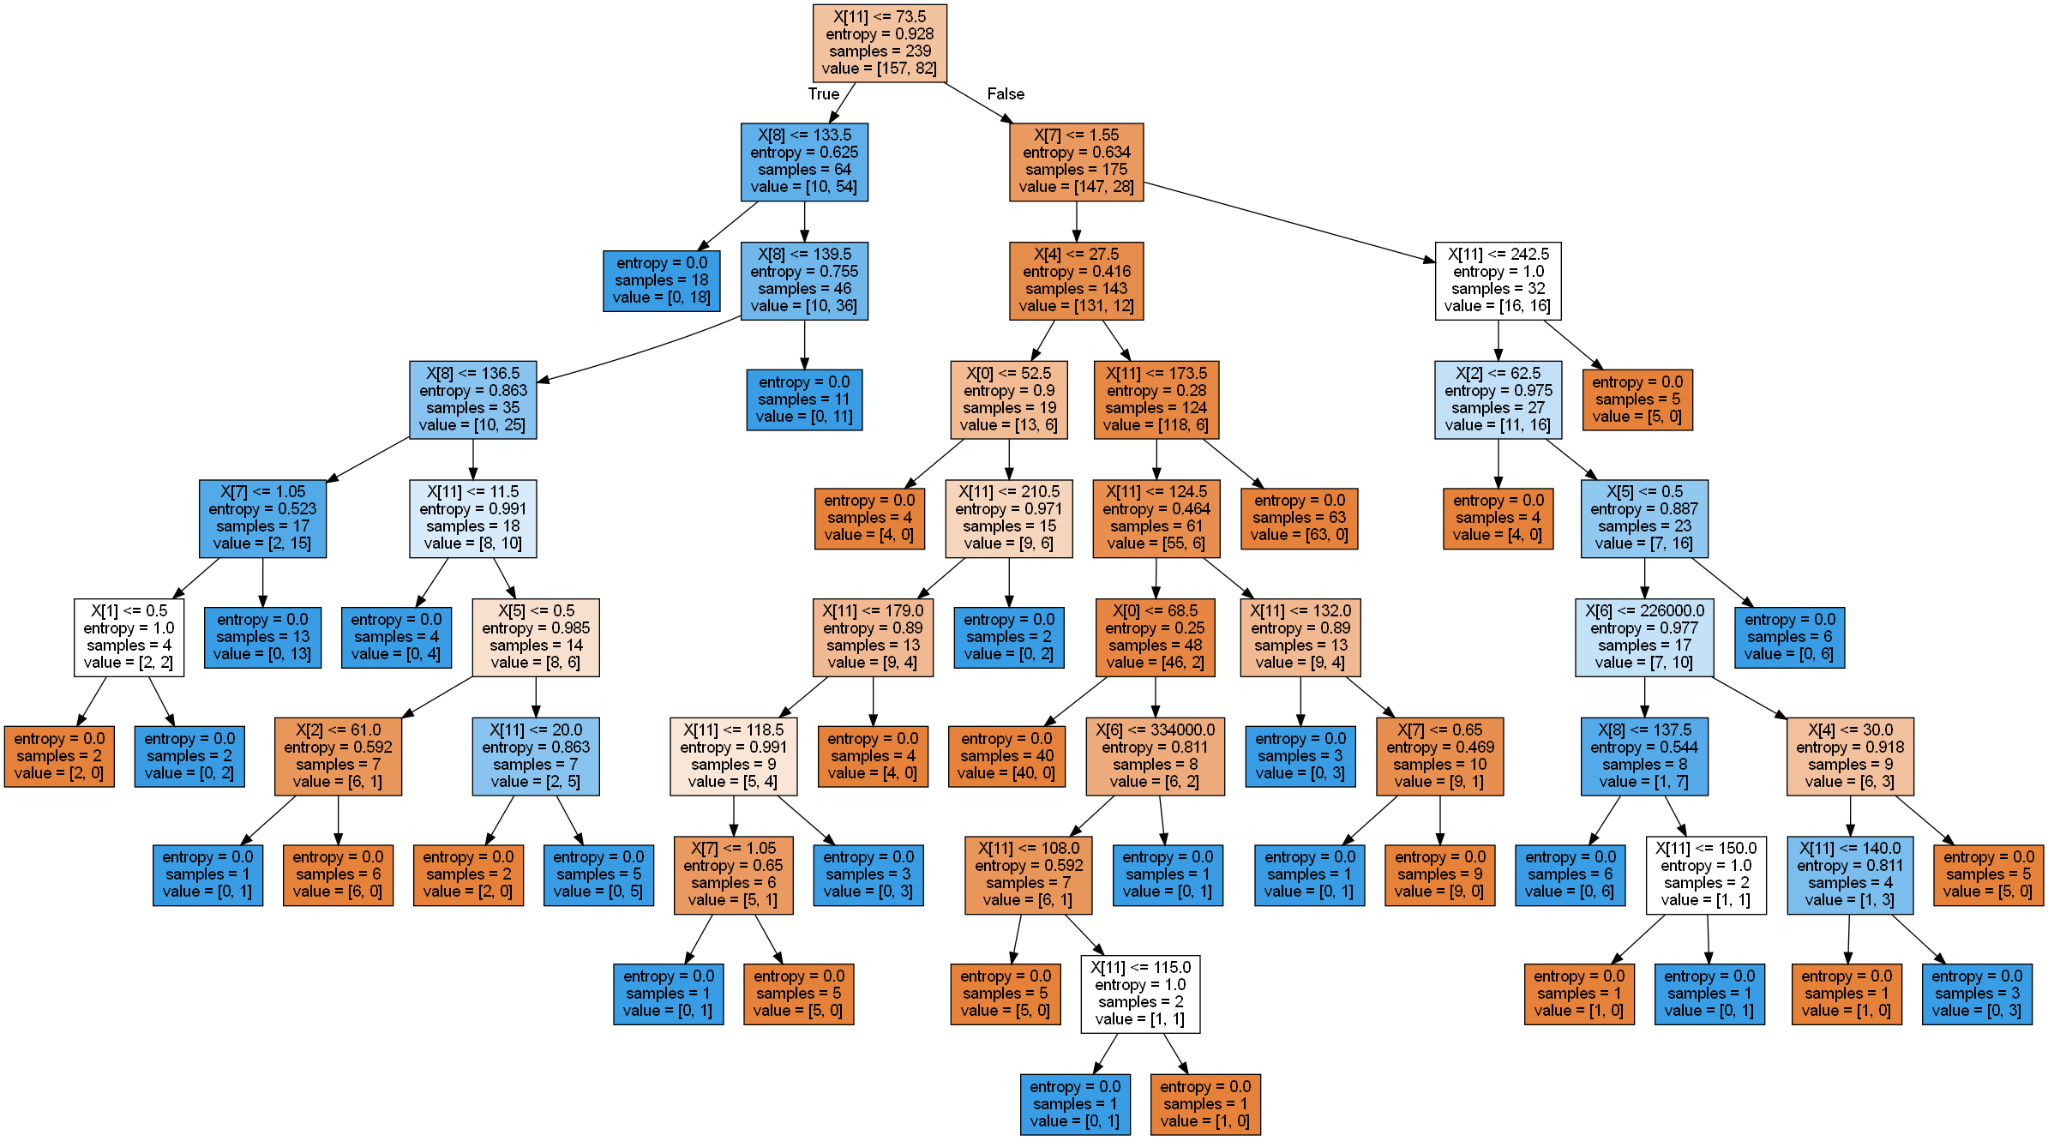 X[11] <= 73.5
entropy = 0.928
samples = 239
value = [157, 82]
True
False
X[8] <= 133.5
entropy = 0.625
samples = 64
value = [10, 54]
X[7] <= 1.55
entropy = 0.634
samples = 175
value = [147, 28]
entropy = 0.0
samples = 18
value = [0, 18]
X[8] <= 139.5
entropy = 0.755
samples = 46
value = [10, 36]
X[4] <= 27.5
entropy = 0.416
samples = 143
value = [131, 12]
X[11] <= 242.5
entropy = 1.0
samples = 32
value = [16, 16]
X[8] <= 136.5
entropy = 0.863
samples = 35
value = [10, 25]
entropy = 0.0
samples = 11
value = [0, 11]
X[0] <= 52.5
entropy = 0.9
samples = 19
value = [13, 6]
X[11] <= 173.5
entropy = 0.28
samples = 124
value = [118, 6]
X[2] <= 62.5
entropy = 0.975
samples = 27
value = [11, 16]
entropy = 0.0
samples = 5
value = [5, 0]
X[7] <= 1.05
entropy = 0.523
samples = 17
value = [2, 15]
X[11] <= 11.5
entropy = 0.991
samples = 18
value = [8, 10]
entropy = 0.0
samples = 4
value = [4, 0]
X[11] <= 210.5
entropy = 0.971
samples = 15
value = [9, 6]
X[11] <= 124.5
entropy = 0.464
samples = 61
value = [55, 6]
entropy = 0.0
samples = 63
value = [63, 0]
entropy = 0.0
samples = 4
value = [4, 0]
X[5] <= 0.5
entropy = 0.887
samples = 23
value = [7, 16]
X[1] <= 0.5
entropy = 1.0
samples = 4
value = [2, 2]
entropy = 0.0
samples = 13
value = [0, 13]
entropy = 0.0
samples = 4
value = [0, 4]
X[5] <= 0.5
entropy = 0.985
samples = 14
value = [8, 6]
X[11] <= 179.0
entropy = 0.89
samples = 13
value = [9, 4]
entropy = 0.0
samples = 2
value = [0, 2]
X[0] <= 68.5
entropy = 0.25
samples = 48
value = [46, 2]
X[11] <= 132.0
entropy = 0.89
samples = 13
value = [9, 4]
X[6] <= 226000.0
entropy = 0.977
samples = 17
value = [7, 10]
entropy = 0.0
samples = 6
value = [0, 6]
entropy = 0.0
samples = 2
value = [2, 0]
entropy = 0.0
samples = 2
value = [0, 2]
X[2] <= 61.0
entropy = 0.592
samples = 7
value = [6, 1]
X[11] <= 20.0
entropy = 0.863
samples = 7
value = [2, 5]
X[11] <= 118.5
entropy = 0.991
samples = 9
value = [5, 4]
entropy = 0.0
samples = 4
value = [4, 0]
entropy = 0.0
samples = 40
value = [40, 0]
X[6] <= 334000.0
entropy = 0.811
samples = 8
value = [6, 2]
entropy = 0.0
samples = 3
value = [0, 3]
X[7] <= 0.65
entropy = 0.469
samples = 10
value = [9, 1]
X[8] <= 137.5
entropy = 0.544
samples = 8
value = [1, 7]
X[4] <= 30.0
entropy = 0.918
samples = 9
value = [6, 3]
entropy = 0.0
samples = 1
value = [0, 1]
entropy = 0.0
samples = 6
value = [6, 0]
entropy = 0.0
samples = 2
value = [2, 0]
entropy = 0.0
samples = 5
value = [0, 5]
X[7] <= 1.05
entropy = 0.65
samples = 6
value = [5, 1]
entropy = 0.0
samples = 3
value = [0, 3]
X[11] <= 108.0
entropy = 0.592
samples = 7
value = [6, 1]
entropy = 0.0
samples = 1
value = [0, 1]
entropy = 0.0
samples = 1
value = [0, 1]
entropy = 0.0
samples = 9
value = [9, 0]
entropy = 0.0
samples = 6
value = [0, 6]
X[11] <= 150.0
entropy = 1.0
samples = 2
value = [1, 1]
X[11] <= 140.0
entropy = 0.811
samples = 4
value = [1, 3]
entropy = 0.0
samples = 5
value = [5, 0]
entropy = 0.0
samples = 1
value = [0, 1]
entropy = 0.0
samples = 5
value = [5, 0]
entropy = 0.0
samples = 5
value = [5, 0]
X[11] <= 115.0
entropy = 1.0
samples = 2
value = [1, 1]
entropy = 0.0
samples = 1
value = [1, 0]
entropy = 0.0
samples = 1
value = [0, 1]
entropy = 0.0
samples = 1
value = [1, 0]
entropy = 0.0
samples = 3
value = [0, 3]
entropy = 0.0
samples = 1
value = [0, 1]
entropy = 0.0
samples = 1
value = [1, 0]